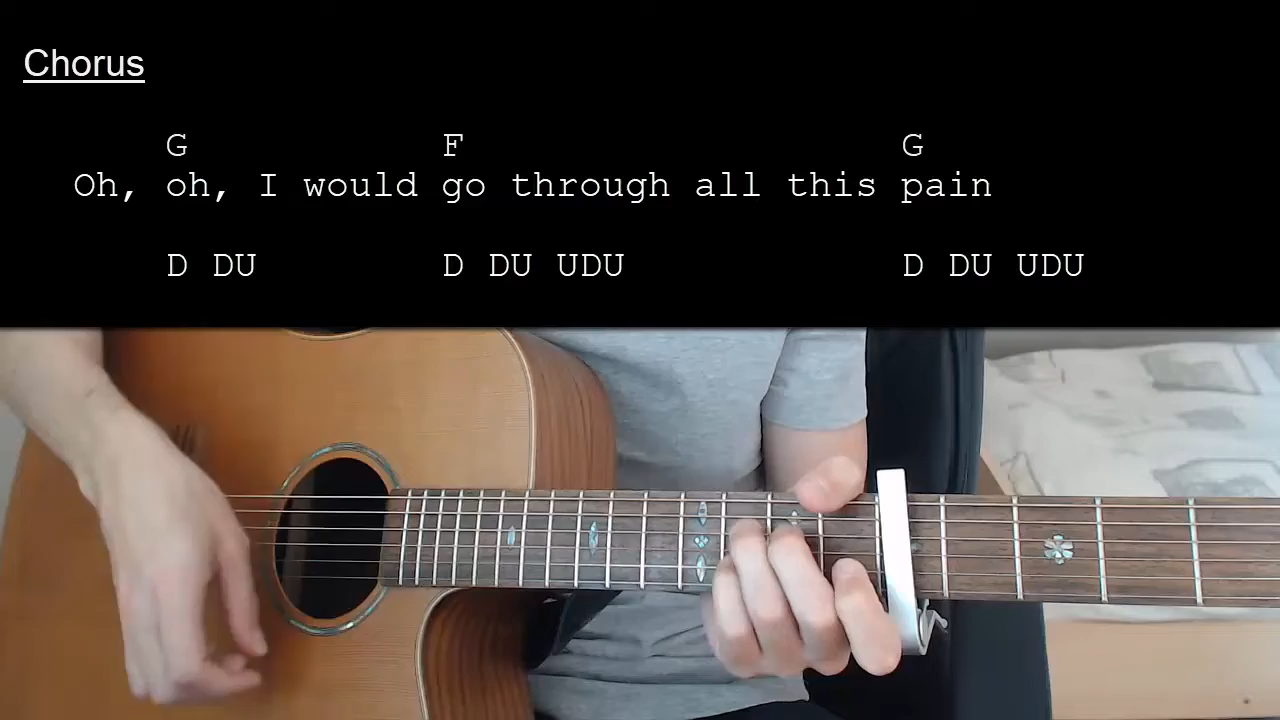 Chorus
G F G
Oh, oh, I would go through all this pain
D DU D DU UDU D DU UDU